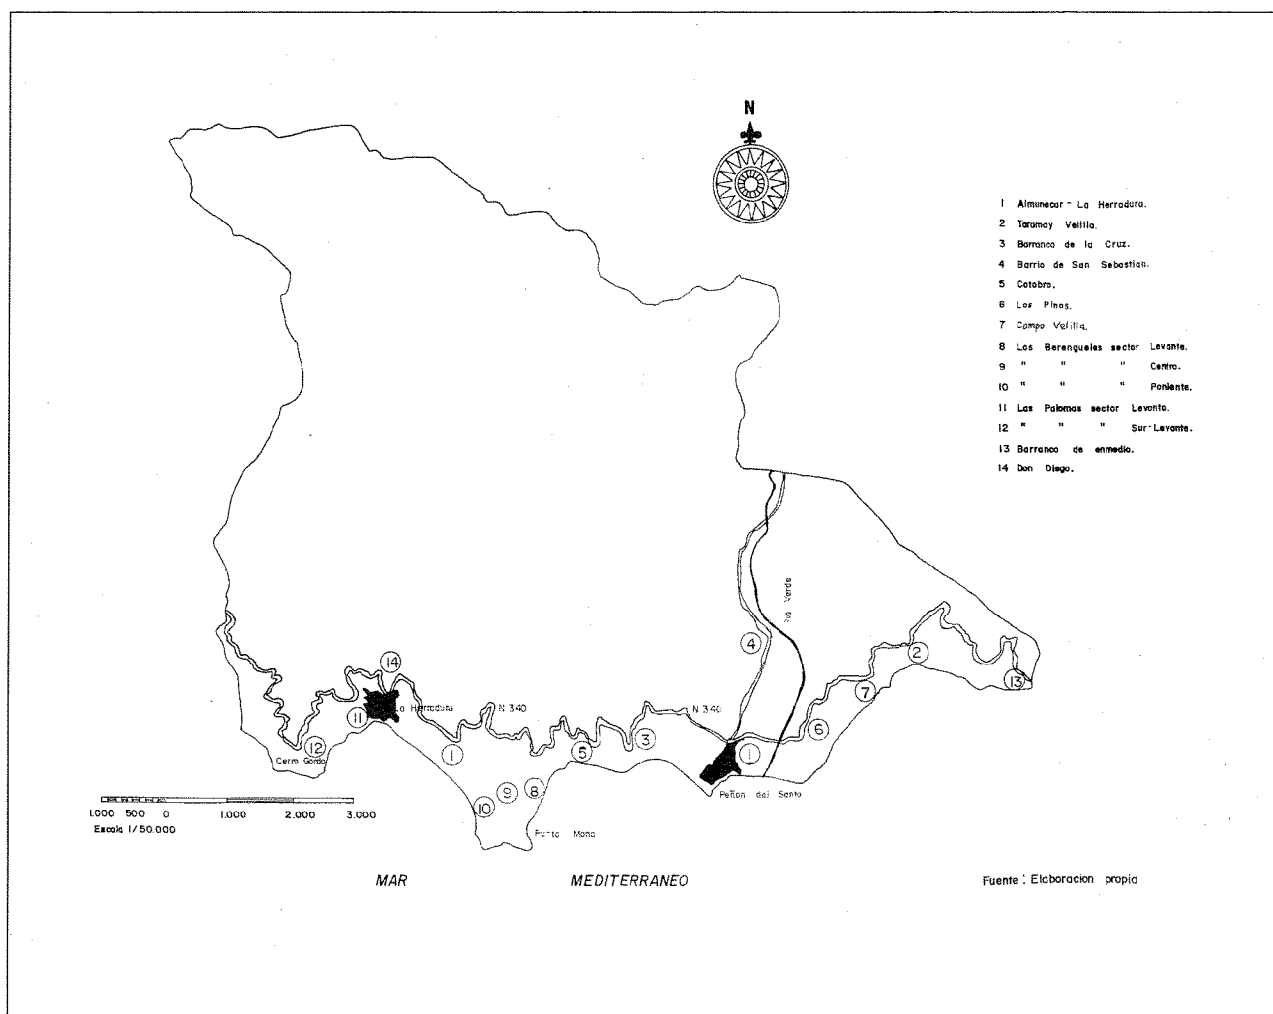 N
1 Almunecar - La Herradura.
2 Taramay Velilla.
3 Barranco de la Cruz.
4 Barrio de San Sebastian.
5 Cotobro.
6 Los Pinos.
7 Campo Velilla.
8 Los Berengueles sector Levante.
9 " " " Centro.
10 " " " Poniente.
11 Las Palomas sector Levante.
12 " " " Sur-Levante.
13 Barranco de enmedio.
14 Don Diego.
Rio Verde
4
2
13
14
7
La Herradura
11
N 340
N 340
6
3
12
1
5
1
Cerro Gordo
9
8
10
Peñon del Santo
1.000 500 0 1.000 2.000 3.000
Escala 1/50.000
Punta Mona
MAR MEDITERRANEO
Fuente: Elaboracion propia